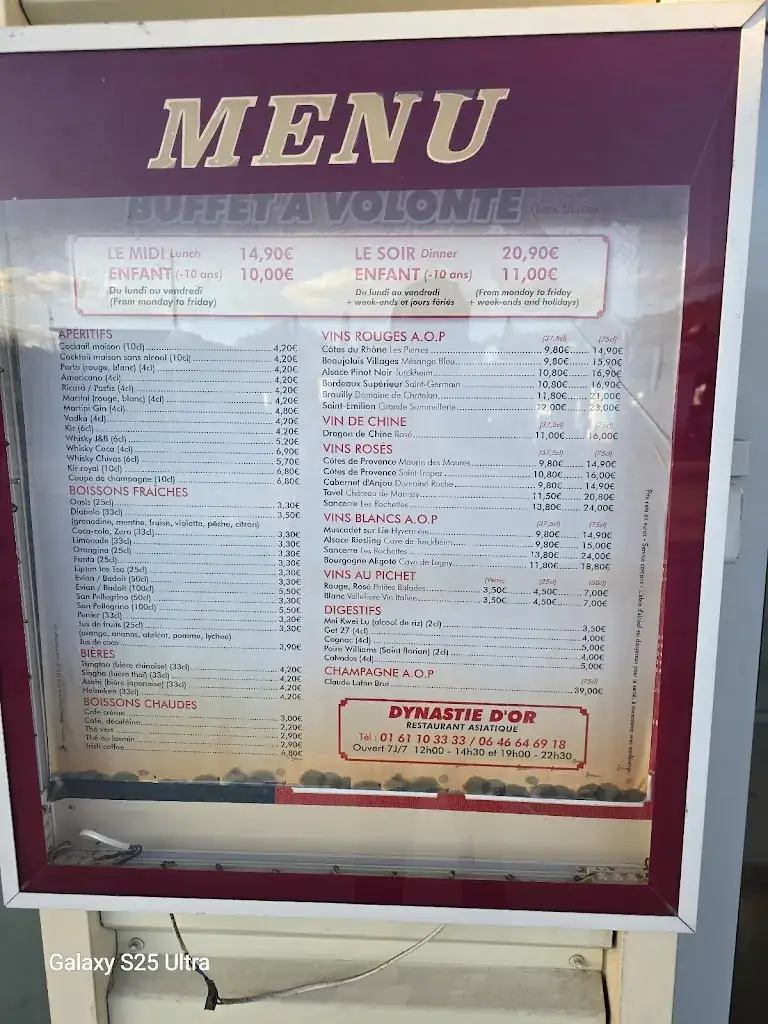 MENU
BUFFET A VOLONTE
LE MIDI Lunch 14,90€
ENFANT (-10 ans) 10,00€
Du lundi au vendredi
(From monday to friday)
LE SOIR Dinner 20,90€
ENFANT (-10 ans) 11,00€
Du lundi au vendredi (From monday to friday
+ week-ends et jours fériés + week-ends and holidays)
APERITIFS
Cocktail maison (10cl) 4,20€
Cocktail maison sans alcool (10cl) 4,20€
Porto (rouge, blanc) (4cl) 4,20€
Americano (4cl) 4,20€
Ricard / Pastis (4cl) 4,20€
Martini (rouge, blanc) (4cl) 4,20€
Martini Gin (4cl) 4,80€
Vodka (4cl) 4,20€
Kir (6cl) 4,20€
Whisky J&B (6cl) 5,20€
Whisky Coca (4cl) 6,90€
Whisky Chivas (6cl) 5,70€
Kir royal (10cl) 6,80€
Coupe de champagne (10cl) 6,80€
BOISSONS FRAÎCHES
Oasis (25cl) 3,30€
Diabolo (33cl) 3,50€
(grenadine, menthe, fraise, violette, pêche, citron)
Coca-cola, Zero (33cl) 3,30€
Limonade (33cl) 3,30€
Orangina (25cl) 3,30€
Fanta (25cl) 3,30€
Lipton Ice Tea (25cl) 3,30€
Evian / Badoit (50cl) 3,30€
Evian / Badoit (100cl) 5,50€
San Pellegrino (50cl) 3,30€
San Pellegrino (100cl) 5,50€
Perrier (33cl) 3,30€
Jus de fruits (25cl) 3,30€
(orange, ananas, abricot, pomme, lychee)
Jus de coco 3,90€
BIÈRES
Tsingtao (bière chinoise) (33cl) 4,20€
Singha (bière thaï) (33cl) 4,20€
Asahi (bière japonaise) (33cl) 4,20€
Heineken (33cl) 4,20€
BOISSONS CHAUDES
Café crème 3,00€
Café, décaféiné 2,20€
Thé vert 2,90€
Thé au jasmin 2,90€
Irish coffee 6,80€
VINS ROUGES A.O.P (37,5cl) (75cl)
Côtes du Rhône Les Pierres 9,80€ 14,90€
Beaujolais Villages Mésange Bleu 9,80€ 15,90€
Alsace Pinot Noir Turckheim 10,80€ 16,90€
Bordeaux Supérieur Saint-Germain 10,80€ 16,90€
Brouilly Domaine de Chatelan 11,80€ 21,00€
Saint-Emilion Grande Sommellerie 12,00€ 23,00€
VIN DE CHINE (37,5cl) (75cl)
Dragon de Chine Rosé 11,00€ 16,00€
VINS ROSÉS (37,5cl) (75cl)
Côtes de Provence Maurin des Maures 9,80€ 14,90€
Côtes de Provence Saint-Tropez 10,80€ 16,00€
Cabernet d'Anjou Domaine Roche 9,80€ 14,90€
Tavel Château de Manissy 11,50€ 20,80€
Sancerre Les Rochettes 13,80€ 24,00€
VINS BLANCS A.O.P (37,5cl) (75cl)
Muscadet sur Lie 9,80€ 14,90€
Alsace Riesling Cave de Turckheim 9,80€ 15,00€
Sancerre Les Rochettes 13,80€ 24,00€
Bourgogne Aligoté Cave de Lugny 11,80€ 18,80€
VINS AU PICHET (Verre) (25cl) (50cl)
Rouge, Rosé Petites Balades 3,50€ 4,50€ 7,00€
Blanc Vallefiore Vin Italien 3,50€ 4,50€ 7,00€
DIGESTIFS
Mei Kwei Lu (alcool de riz) (2cl) 3,50€
Get 27 (4cl) 4,00€
Cognac (4cl) 5,00€
Poire Williams (Saint florian) (2cl) 4,00€
Calvados (4cl) 5,00€
CHAMPAGNE A.O.P (75cl)
Claude Lafon Brut 39,00€
DYNASTIE D'OR
RESTAURANT ASIATIQUE
Tél : 01 61 10 33 33 / 06 46 64 69 18
Ouvert 7J/7 12h00 - 14h30 et 19h00 - 22h30
Prix nets en euros - Service compris - L'abus d'alcool est dangereux pour la santé, à consommer avec modération
Galaxy S25 Ultra